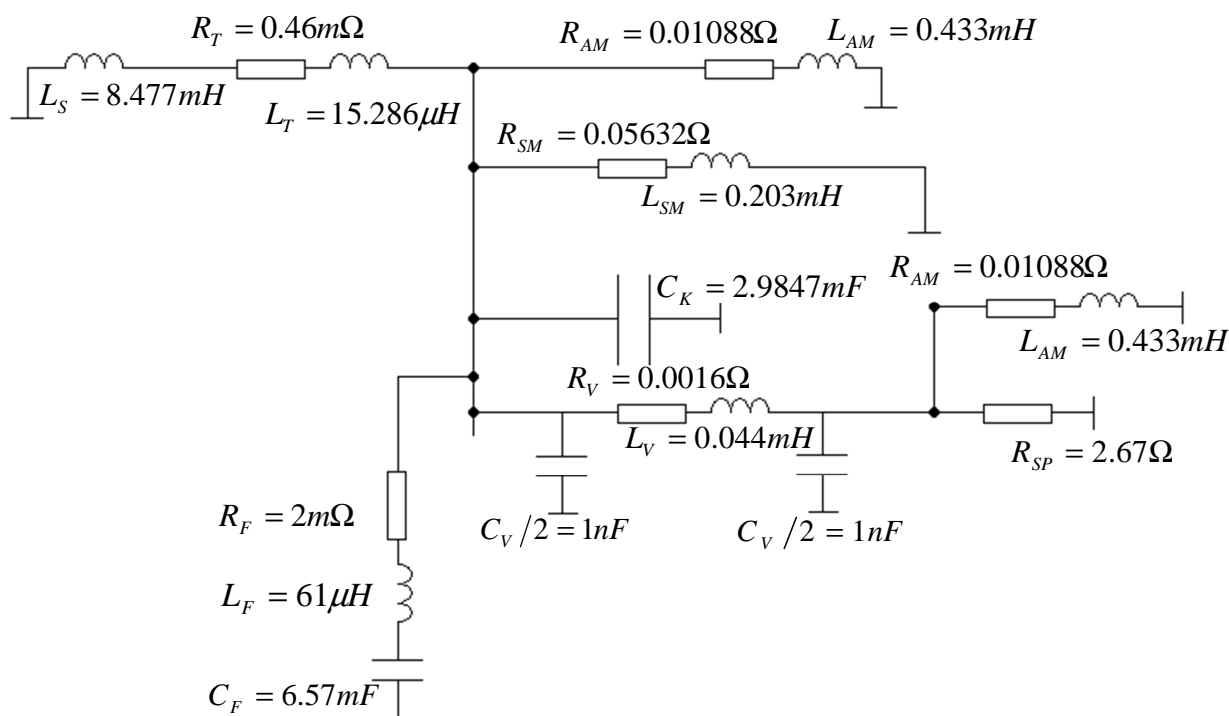 R_T = 0.46mΩ
R_AM = 0.01088Ω
L_AM = 0.433mH
L_S = 8.477mH
L_T = 15.286μH
R_SM = 0.05632Ω
L_SM = 0.203mH
R_AM = 0.01088Ω
C_K = 2.9847mF
L_AM = 0.433mH
R_V = 0.0016Ω
L_V = 0.044mH
R_SP = 2.67Ω
R_F = 2mΩ
C_V/2 = 1nF
C_V/2 = 1nF
L_F = 61μH
C_F = 6.57mF